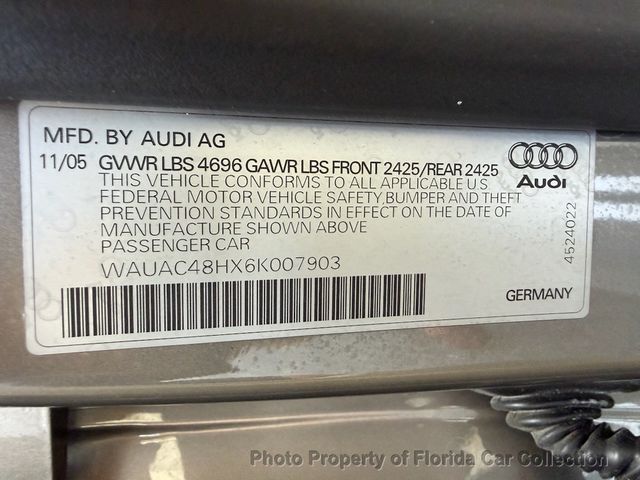 MFD. BY AUDI AG
11/05 GVWR LBS 4696 GAWR LBS FRONT 2425/REAR 2425
THIS VEHICLE CONFORMS TO ALL APPLICABLE U.S
FEDERAL MOTOR VEHICLE SAFETY, BUMPER AND THEFT
PREVENTION STANDARDS IN EFFECT ON THE DATE OF
MANUFACTURE SHOWN ABOVE
PASSENGER CAR
WAUAC48HX6K007903
Audi
4524022
GERMANY
Photo Property of Florida Car Collection